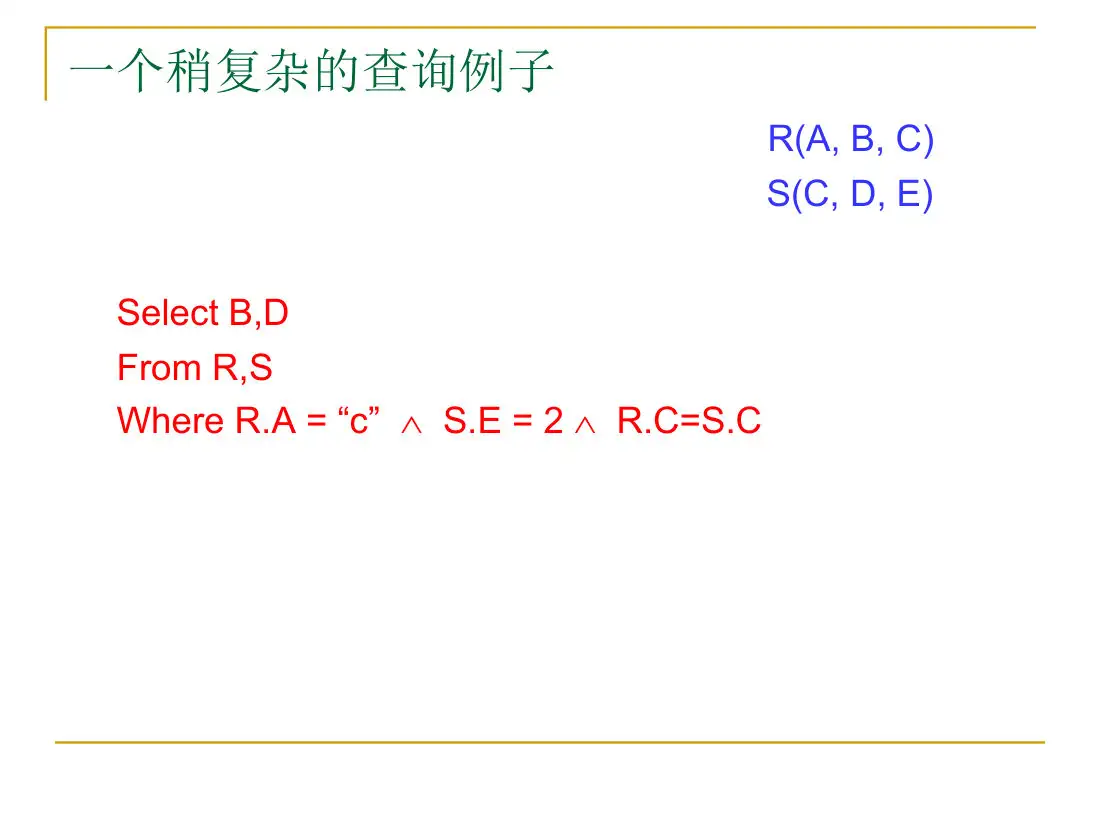 一个稍复杂的查询例子
R(A, B, C)
S(C, D, E)
Select B,D
From R,S
Where R.A = “c” ∧ S.E = 2 ∧ R.C=S.C